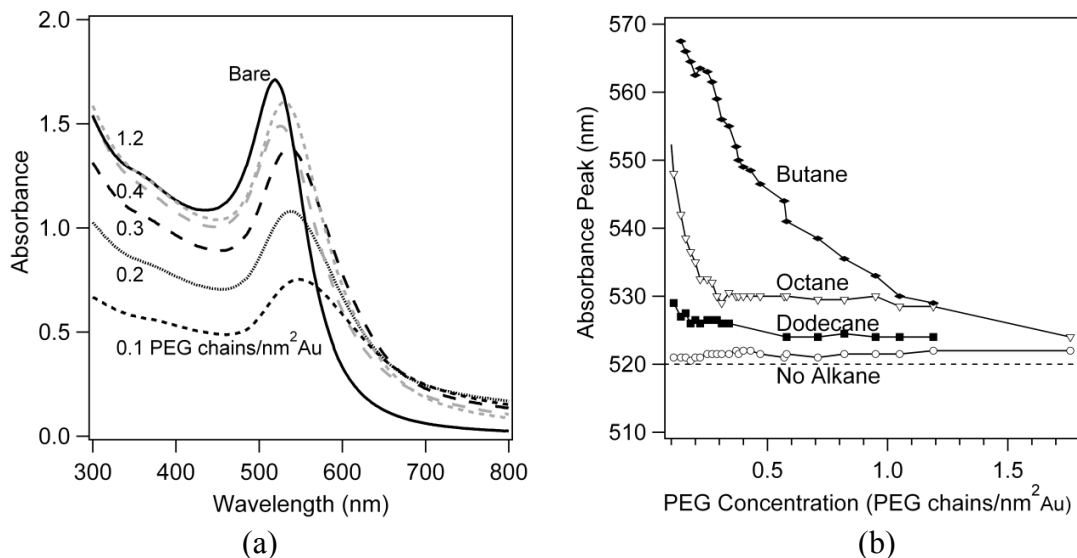 2.0
1.5
1.0
0.5
0.0
Absorbance
Bare
1.2
0.4
0.3
0.2
0.1 PEG chains/nm²Au
300 400 500 600 700 800
Wavelength (nm)
(a)
570
560
550
540
530
520
510
Absorbance Peak (nm)
Butane
Octane
Dodecane
No Alkane
0.5 1.0 1.5
PEG Concentration (PEG chains/nm²Au)
(b)